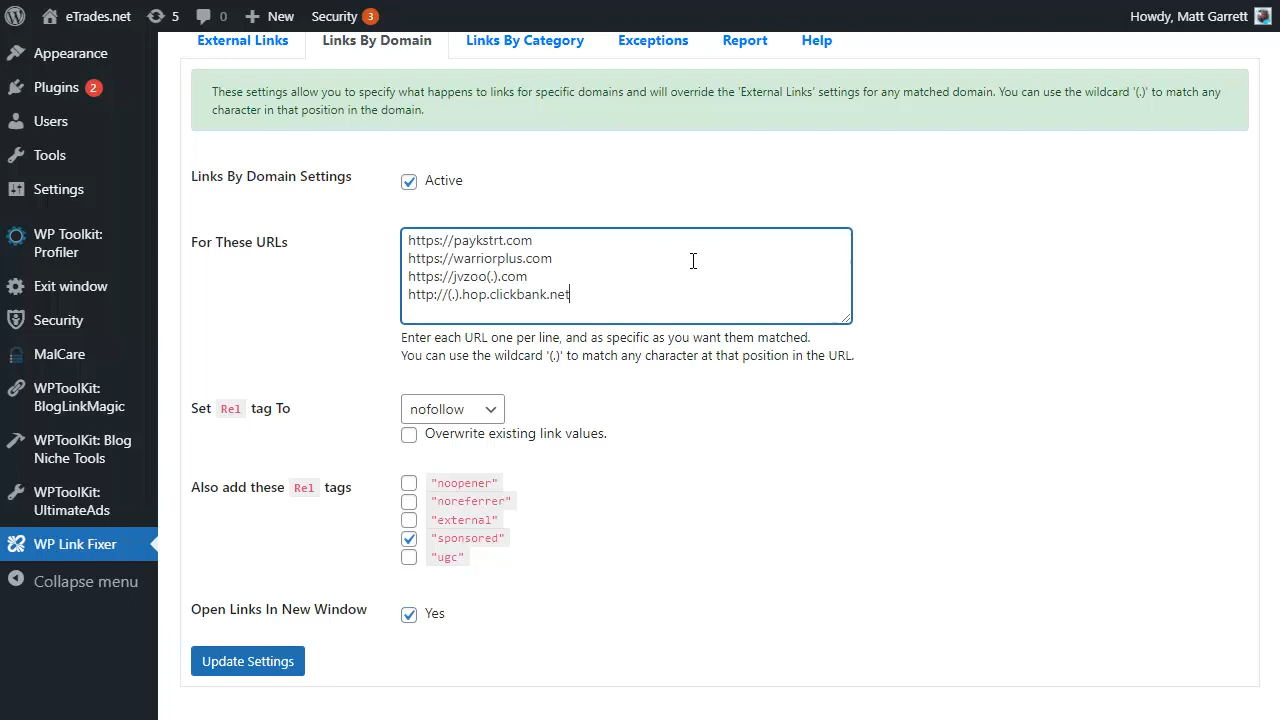 eTrades.net 5 0 New Security 3 Howdy, Matt Garrett
Appearance
Plugins 2
Users
Tools
Settings
WP Toolkit:
Profiler
Exit window
Security
MalCare
WPToolKit:
BlogLinkMagic
WPToolKit: Blog
Niche Tools
WPToolKit:
UltimateAds
WP Link Fixer
Collapse menu
External Links Links By Domain Links By Category Exceptions Report Help
These settings allow you to specify what happens to links for specific domains and will override the 'External Links' settings for any matched domain. You can use the wildcard '(.)' to match any
character in that position in the domain.
Links By Domain Settings Active
For These URLs
https://paykstrt.com
https://warriorplus.com
https://jvzoo(.).com
http://(.).hop.clickbank.net
Enter each URL one per line, and as specific as you want them matched.
You can use the wildcard '(.)' to match any character at that position in the URL.
Set Rel tag To nofollow
Overwrite existing link values.
Also add these Rel tags
"noopener"
"noreferrer"
"external"
"sponsored"
"ugc"
Open Links In New Window Yes
Update Settings